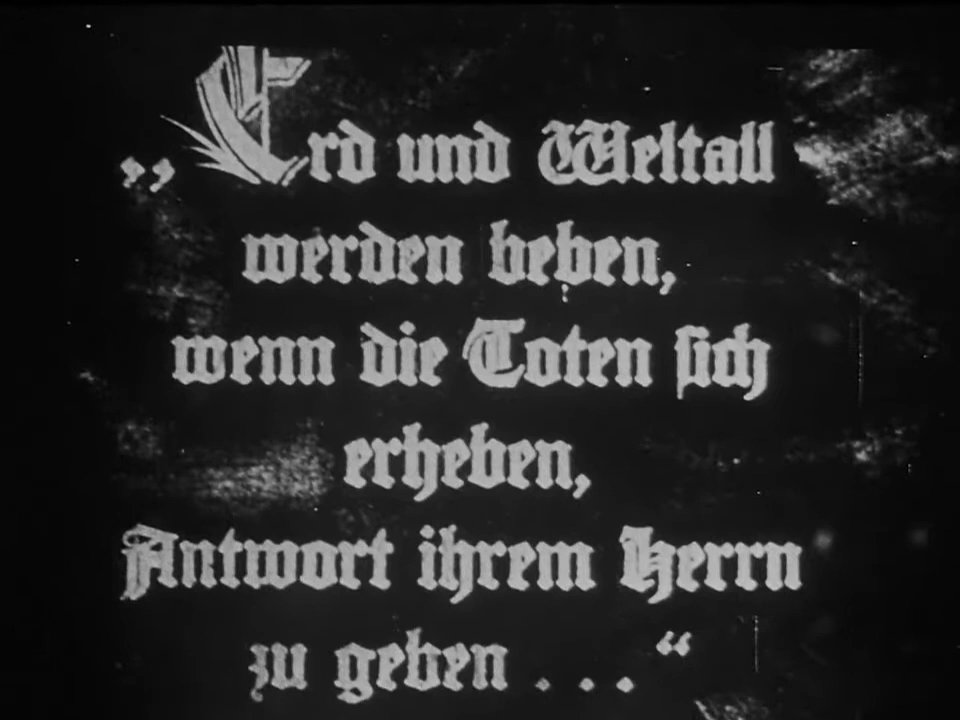 „Erd und Weltall
werden beben,
wenn die Toten sich
erheben,
Antwort ihrem Herrn
zu geben . . .“